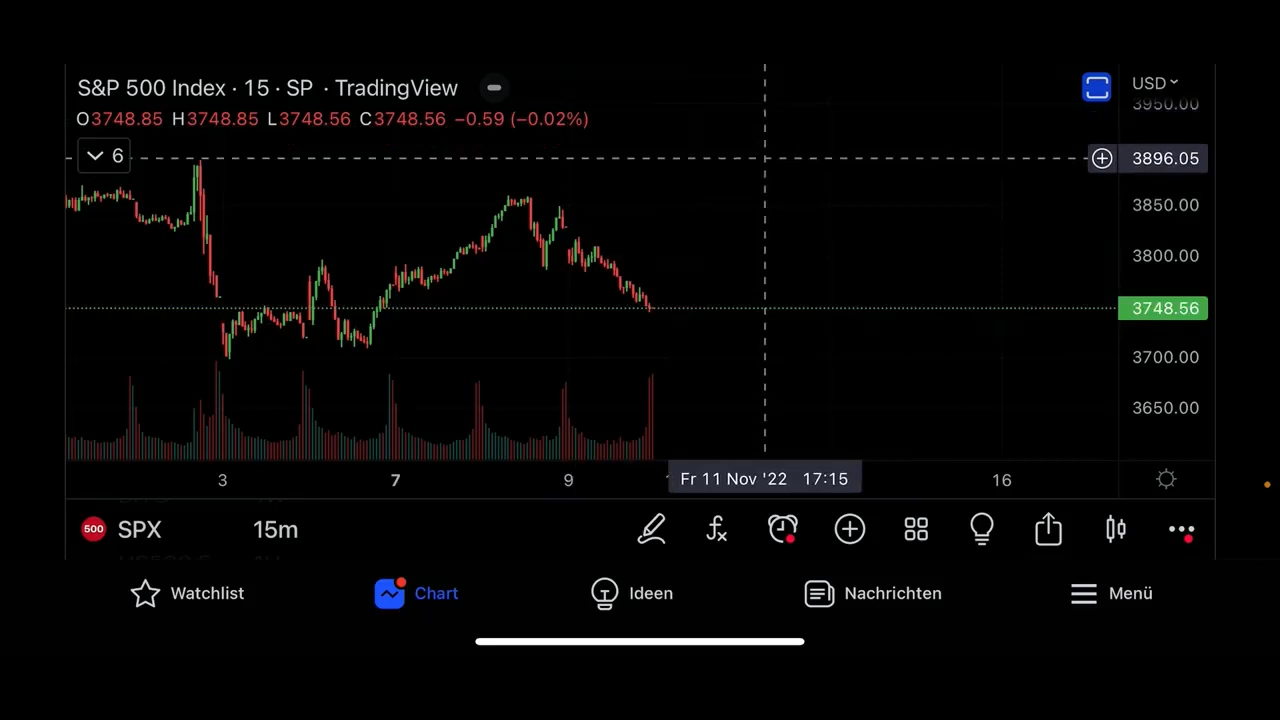 S&P 500 Index · 15 · SP · TradingView
O3748.85 H3748.85 L3748.56 C3748.56 −0.59 (−0.02%)
6
USD
3950.00
3896.05
3850.00
3800.00
3748.56
3700.00
3650.00
3 7 9 Fr 11 Nov '22 17:15 16
500 SPX 15m
Watchlist Chart Ideen Nachrichten Menü